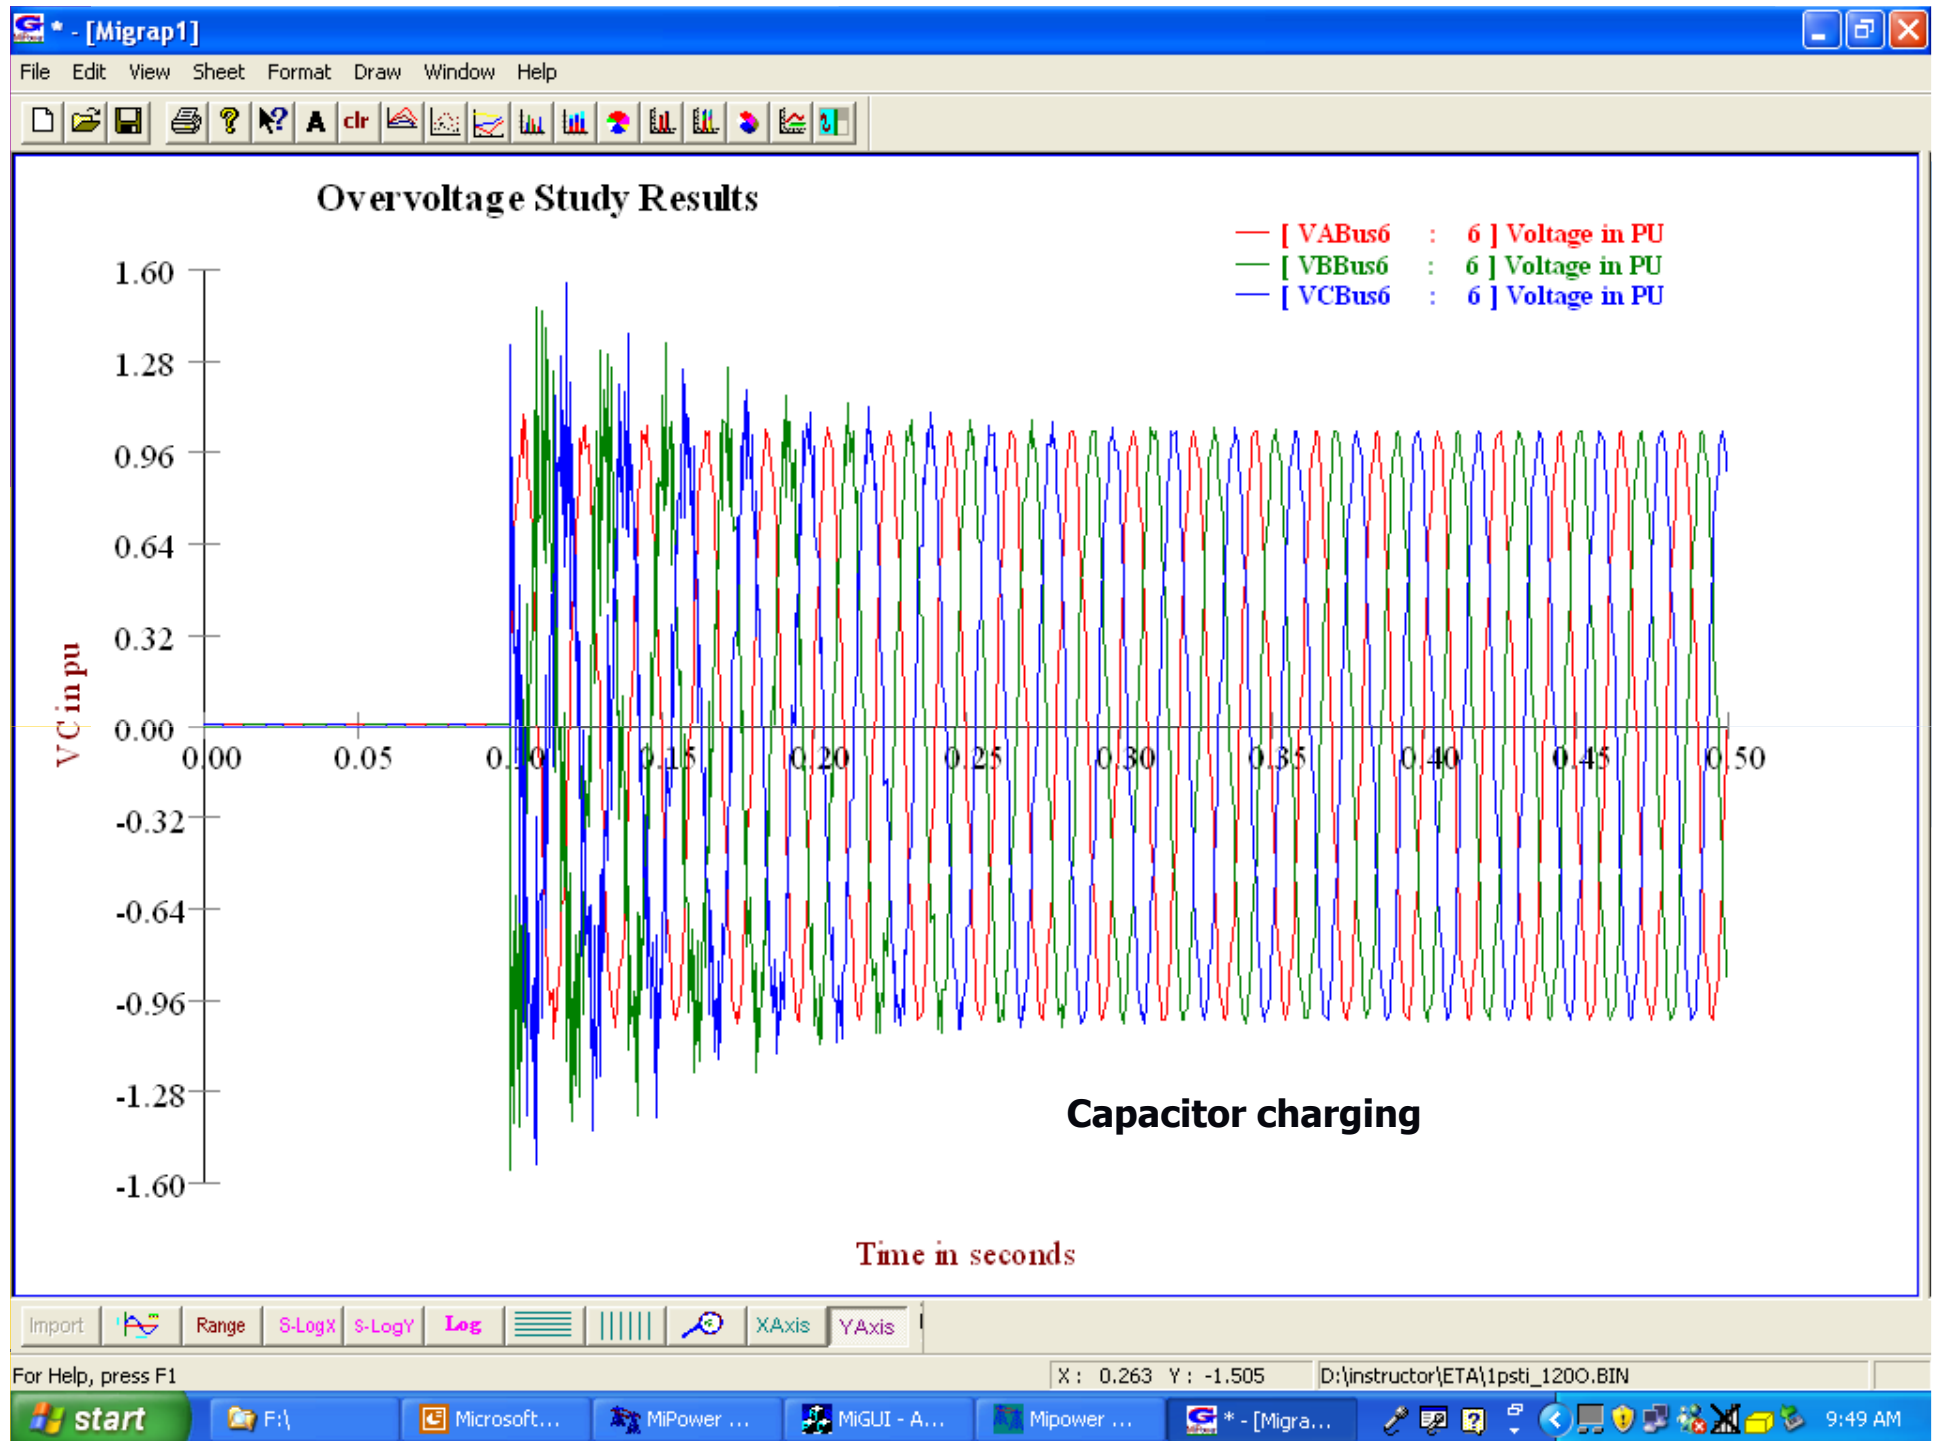 * - [Migrap1]
File Edit View Sheet Format Draw Window Help
A clr
Overvoltage Study Results
[ VABus6 : 6 ] Voltage in PU
[ VBBus6 : 6 ] Voltage in PU
[ VCBus6 : 6 ] Voltage in PU
1.60
1.28
0.96
0.64
0.32
0.00
-0.32
-0.64
-0.96
-1.28
-1.60
VC in pu
0.00 0.05 0.10 0.15 0.20 0.25 0.30 0.35 0.40 0.45 0.50
Capacitor charging
Time in seconds
Import Range S-LogX S-LogY Log XAxis YAxis
For Help, press F1 X: 0.263 Y: -1.505 D:\instructor\ETA\1psti_120O.BIN
start F:\ Microsoft... MiPower ... MiGUI - A... Mipower ... * - [Migra... 9:49 AM